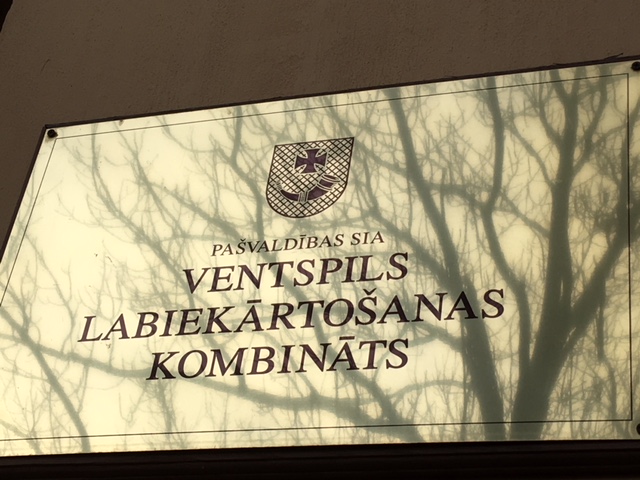 PAŠVALDĪBAS SIA
VENTSPILS
LABIEKĀRTOŠANAS
KOMBINĀTS